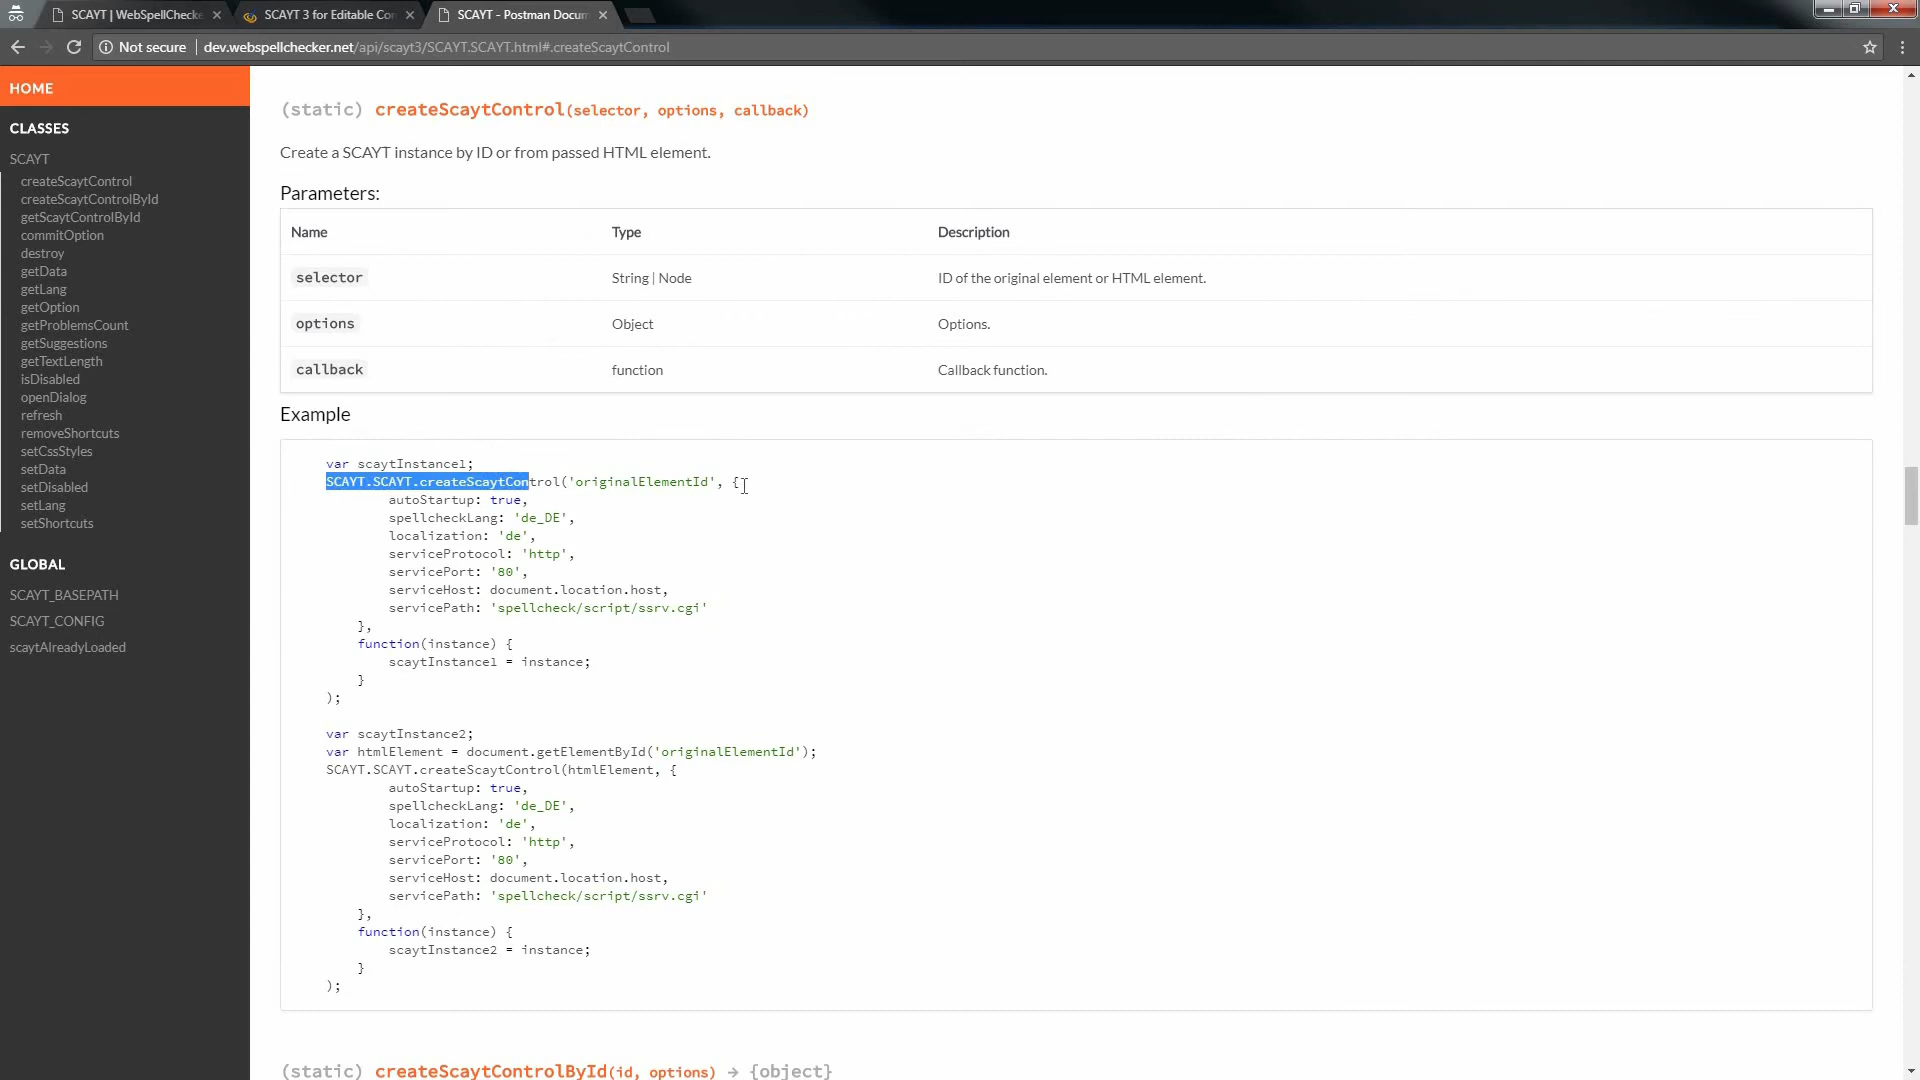 SCAYT | WebSpellChecke
SCAYT 3 for Editable Con
SCAYT - Postman Docum
Not secure | dev.webspellchecker.net/api/scayt3/SCAYT.SCAYT.html#.createScaytControl
HOME
CLASSES
SCAYT
createScaytControl
createScaytControlById
getScaytControlById
commitOption
destroy
getData
getLang
getOption
getProblemsCount
getSuggestions
getTextLength
isDisabled
openDialog
refresh
removeShortcuts
setCssStyles
setData
setDisabled
setLang
setShortcuts
GLOBAL
SCAYT_BASEPATH
SCAYT_CONFIG
scaytAlreadyLoaded
(static) createScaytControl(selector, options, callback)
Create a SCAYT instance by ID or from passed HTML element.
Parameters:
Name Type Description
selector String | Node ID of the original element or HTML element.
options Object Options.
callback function Callback function.
Example
var scaytInstance1;
SCAYT.SCAYT.createScaytControl('originalElementId', {
autoStartup: true,
spellcheckLang: 'de_DE',
localization: 'de',
serviceProtocol: 'http',
servicePort: '80',
serviceHost: document.location.host,
servicePath: 'spellcheck/script/ssrv.cgi'
},
function(instance) {
scaytInstance1 = instance;
}
);
var scaytInstance2;
var htmlElement = document.getElementById('originalElementId');
SCAYT.SCAYT.createScaytControl(htmlElement, {
autoStartup: true,
spellcheckLang: 'de_DE',
localization: 'de',
serviceProtocol: 'http',
servicePort: '80',
serviceHost: document.location.host,
servicePath: 'spellcheck/script/ssrv.cgi'
},
function(instance) {
scaytInstance2 = instance;
}
);
(static) createScaytControlById(id, options) → {object}